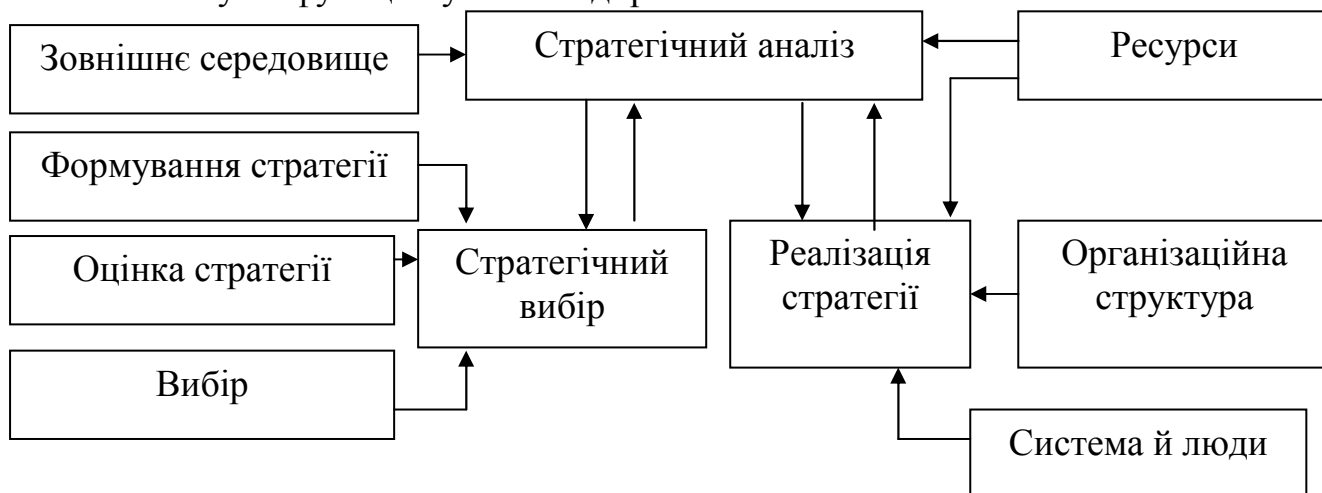 Зовнішнє середовище
Стратегічний аналіз
Ресурси
Формування стратегії
Оцінка стратегії
Стратегічний
вибір
Реалізація
стратегії
Організаційна
структура
Вибір
Система й люди